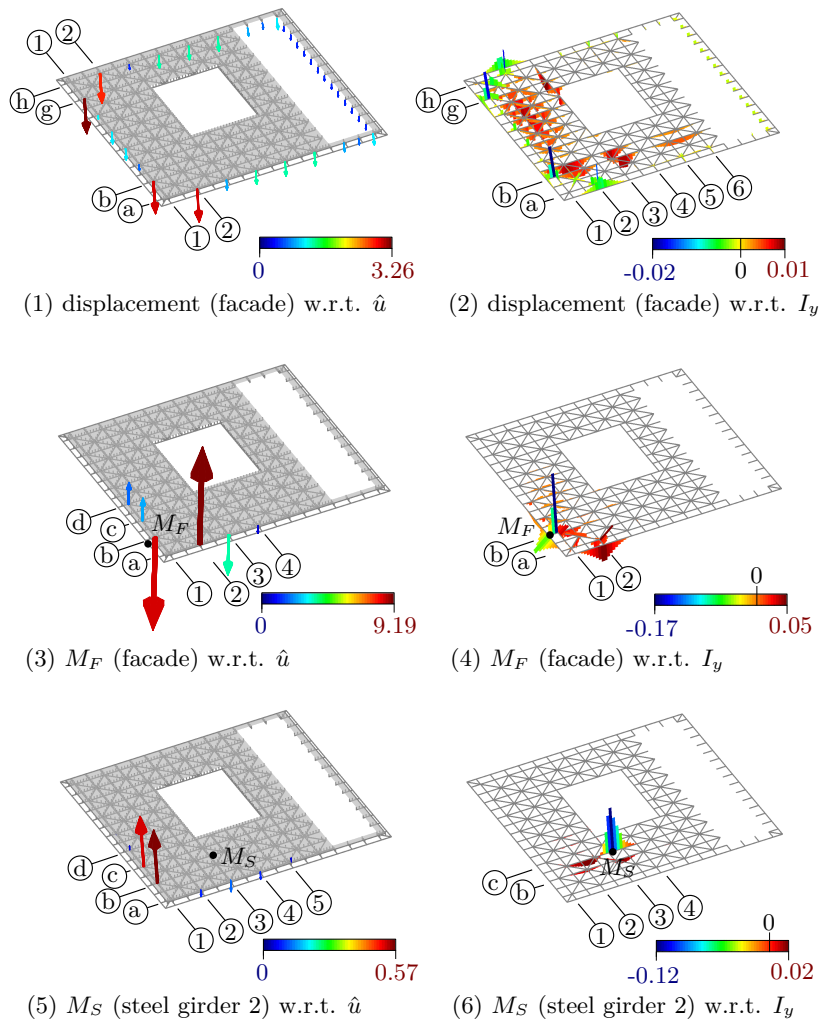 1
2
h
g
b
a
1
2
0
3.26
(1) displacement (facade) w.r.t. û
h
g
b
a
1
2
3
4
5
6
-0.02
0
0.01
(2) displacement (facade) w.r.t. I_y
d
c
b
a
M_F
1
2
3
4
0
9.19
(3) M_F (facade) w.r.t. û
M_F
b
a
1
2
0
-0.17
0.05
(4) M_F (facade) w.r.t. I_y
d
c
b
a
M_S
1
2
3
4
5
0
0.57
(5) M_S (steel girder 2) w.r.t. û
c
b
M_S
1
2
3
4
0
-0.12
0.02
(6) M_S (steel girder 2) w.r.t. I_y